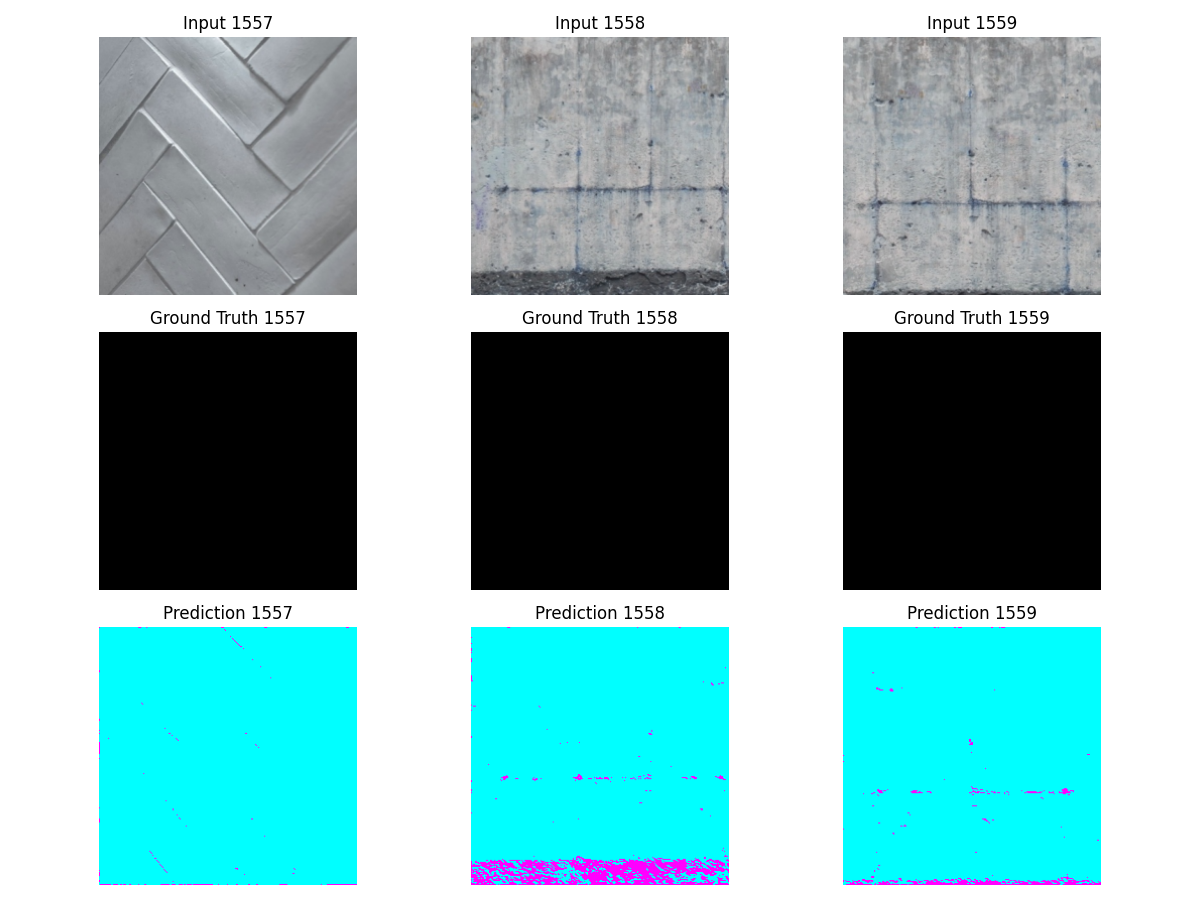 Input 1557
Input 1558
Input 1559
Ground Truth 1557
Ground Truth 1558
Ground Truth 1559
Prediction 1557
Prediction 1558
Prediction 1559